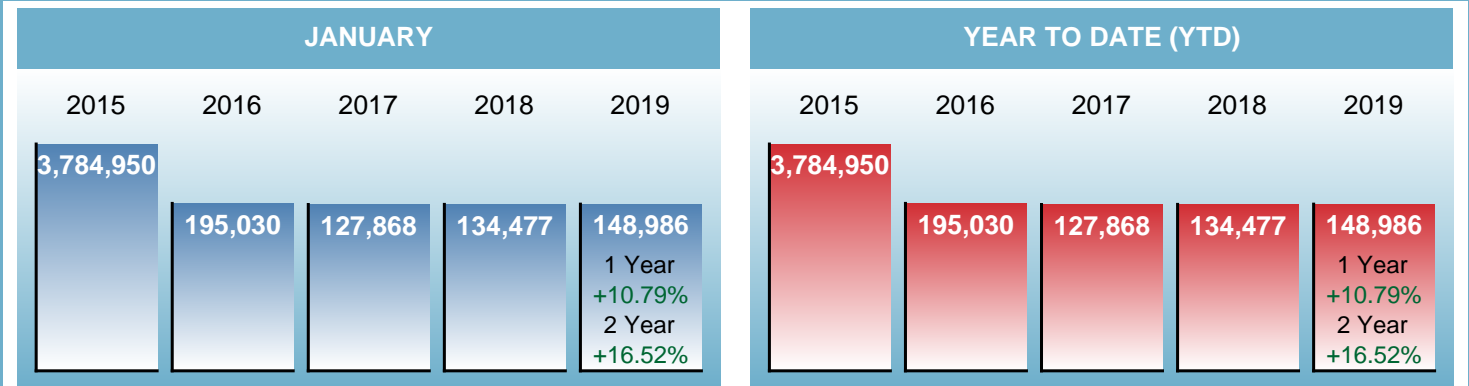 JANUARY
2015 2016 2017 2018 2019
3,784,950
195,030 127,868 134,477 148,986
1 Year
+10.79%
2 Year
+16.52%
YEAR TO DATE (YTD)
2015 2016 2017 2018 2019
3,784,950
195,030 127,868 134,477 148,986
1 Year
+10.79%
2 Year
+16.52%